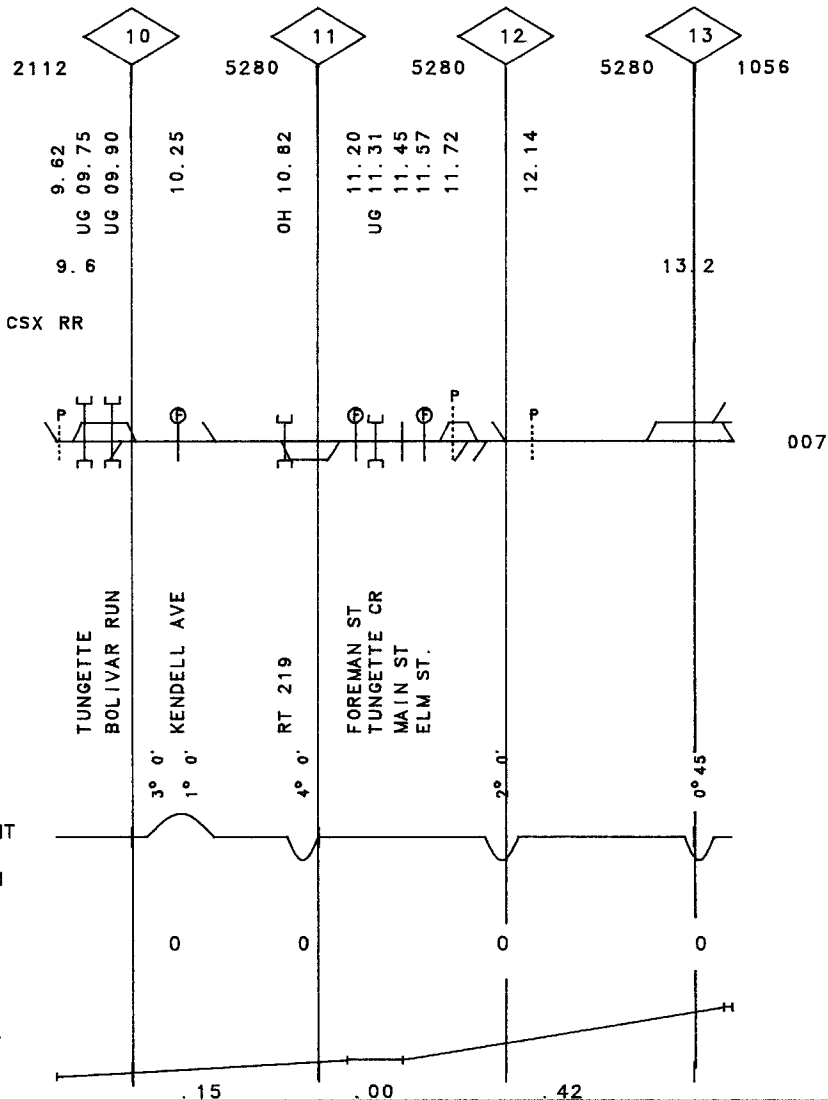 10 11 12 13
2112 5280 5280 5280 1056
9.62
UG 09.75
UG 09.90
10.25
OH 10.82
11.20
UG 11.31
11.45
11.57
11.72
12.14
9.6 13.2
CSX RR
P F F F P P
007
TUNGETTE
BOLIVAR RUN
KENDELL AVE
RT 219
FOREMAN ST
TUNGETTE CR
MAIN ST
ELM ST.
3° 0'
1° 0'
4° 0'
2° 0'
0° 45
0 0 0 0
.15 .00 .42